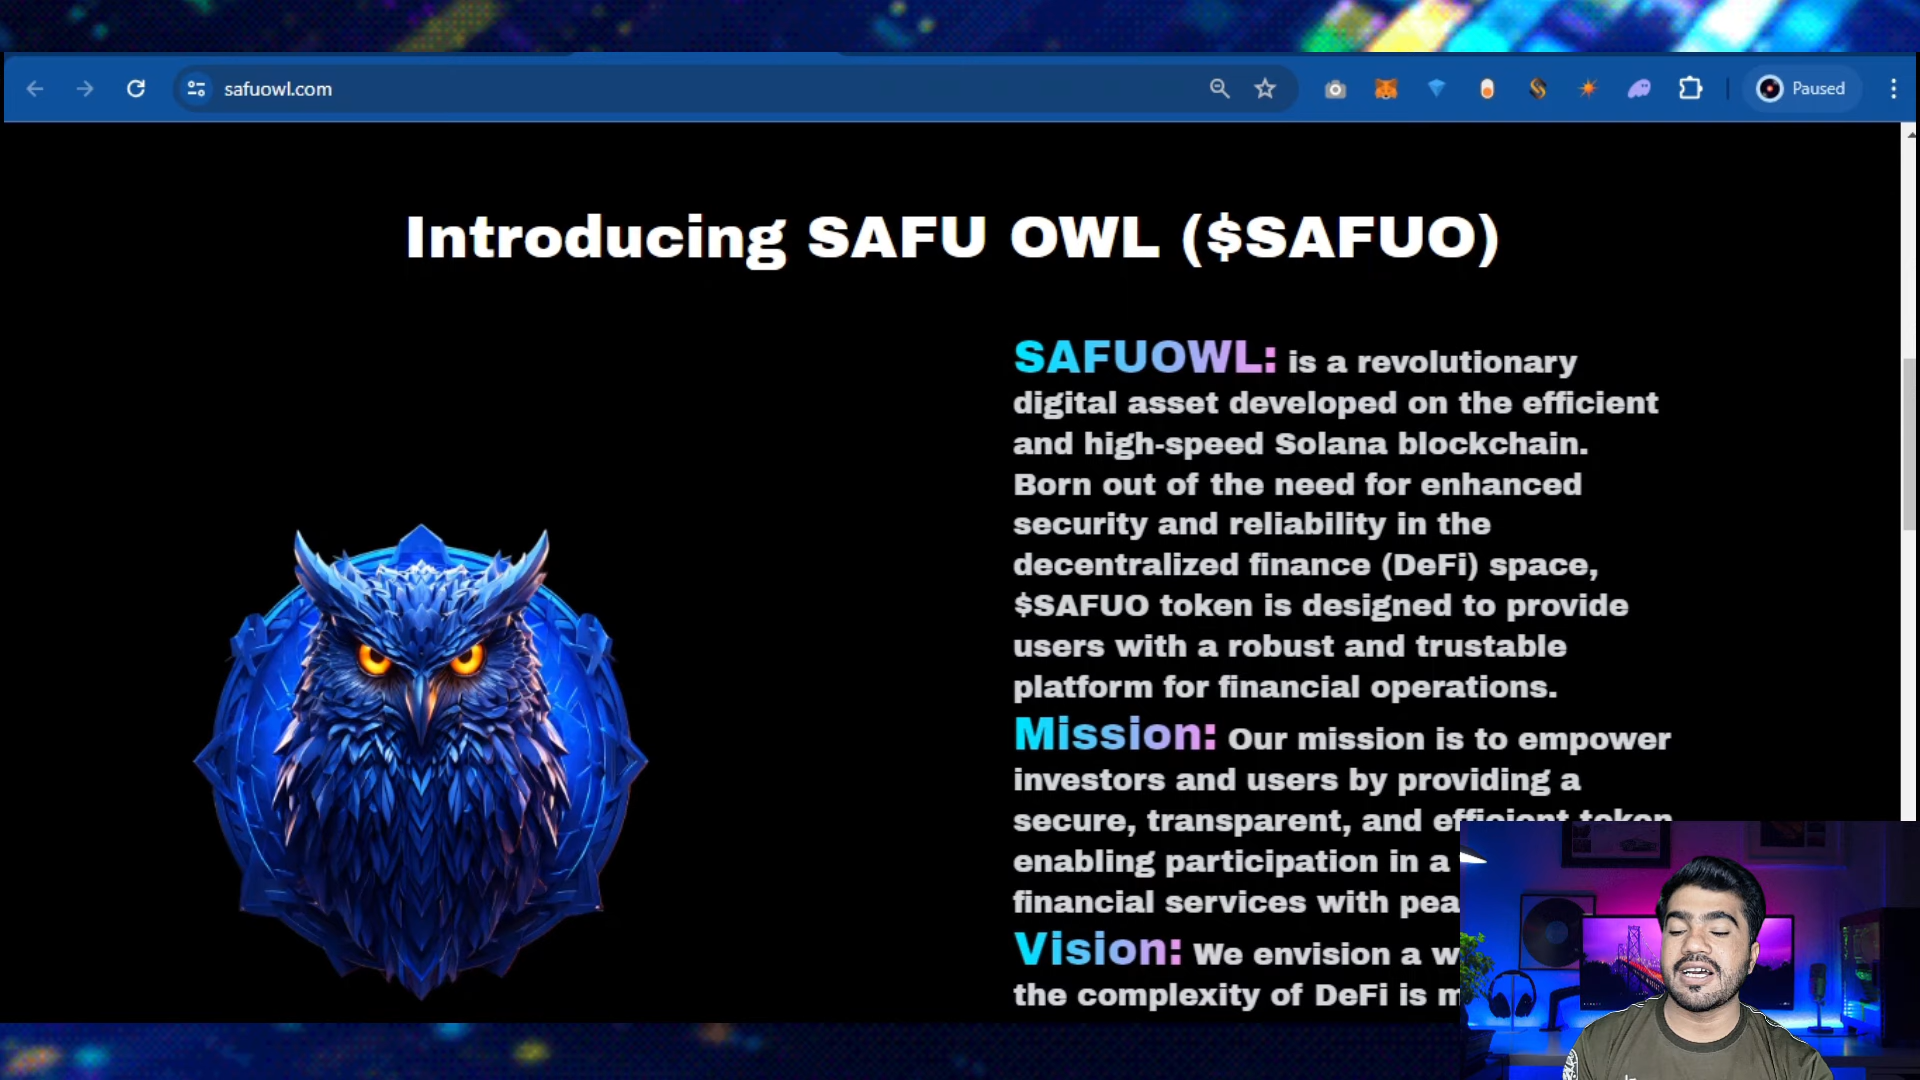 safuowl.com
Paused
Introducing SAFU OWL ($SAFUO)
SAFUOWL: is a revolutionary
digital asset developed on the efficient
and high-speed Solana blockchain.
Born out of the need for enhanced
security and reliability in the
decentralized finance (DeFi) space,
$SAFUO token is designed to provide
users with a robust and trustable
platform for financial operations.
Mission: Our mission is to empower
investors and users by providing a
secure, transparent, and efficient token
enabling participation in a
financial services with
Vision: We envision a
the complexity of DeFi is